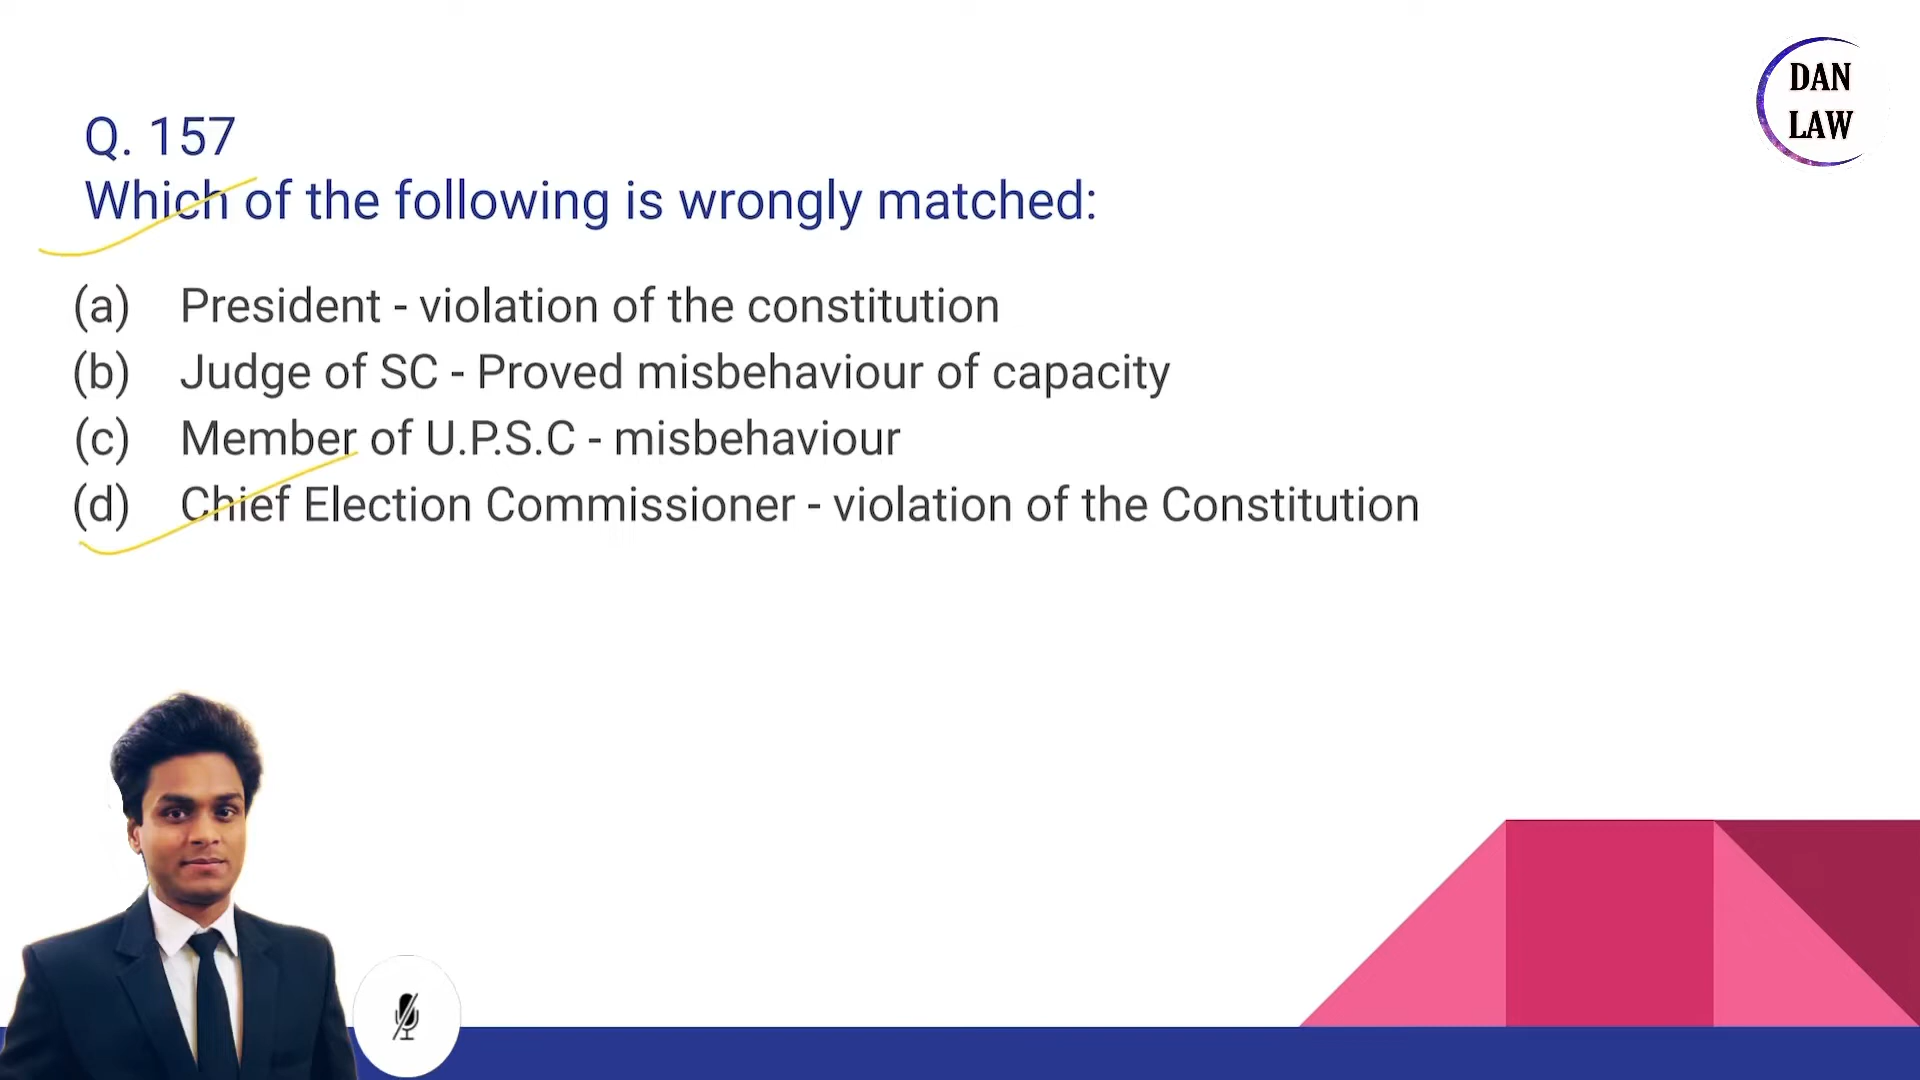 DAN
LAW
Q. 157
Which of the following is wrongly matched:
(a) President - violation of the constitution
(b) Judge of SC - Proved misbehaviour of capacity
(c) Member of U.P.S.C - misbehaviour
(d) Chief Election Commissioner - violation of the Constitution